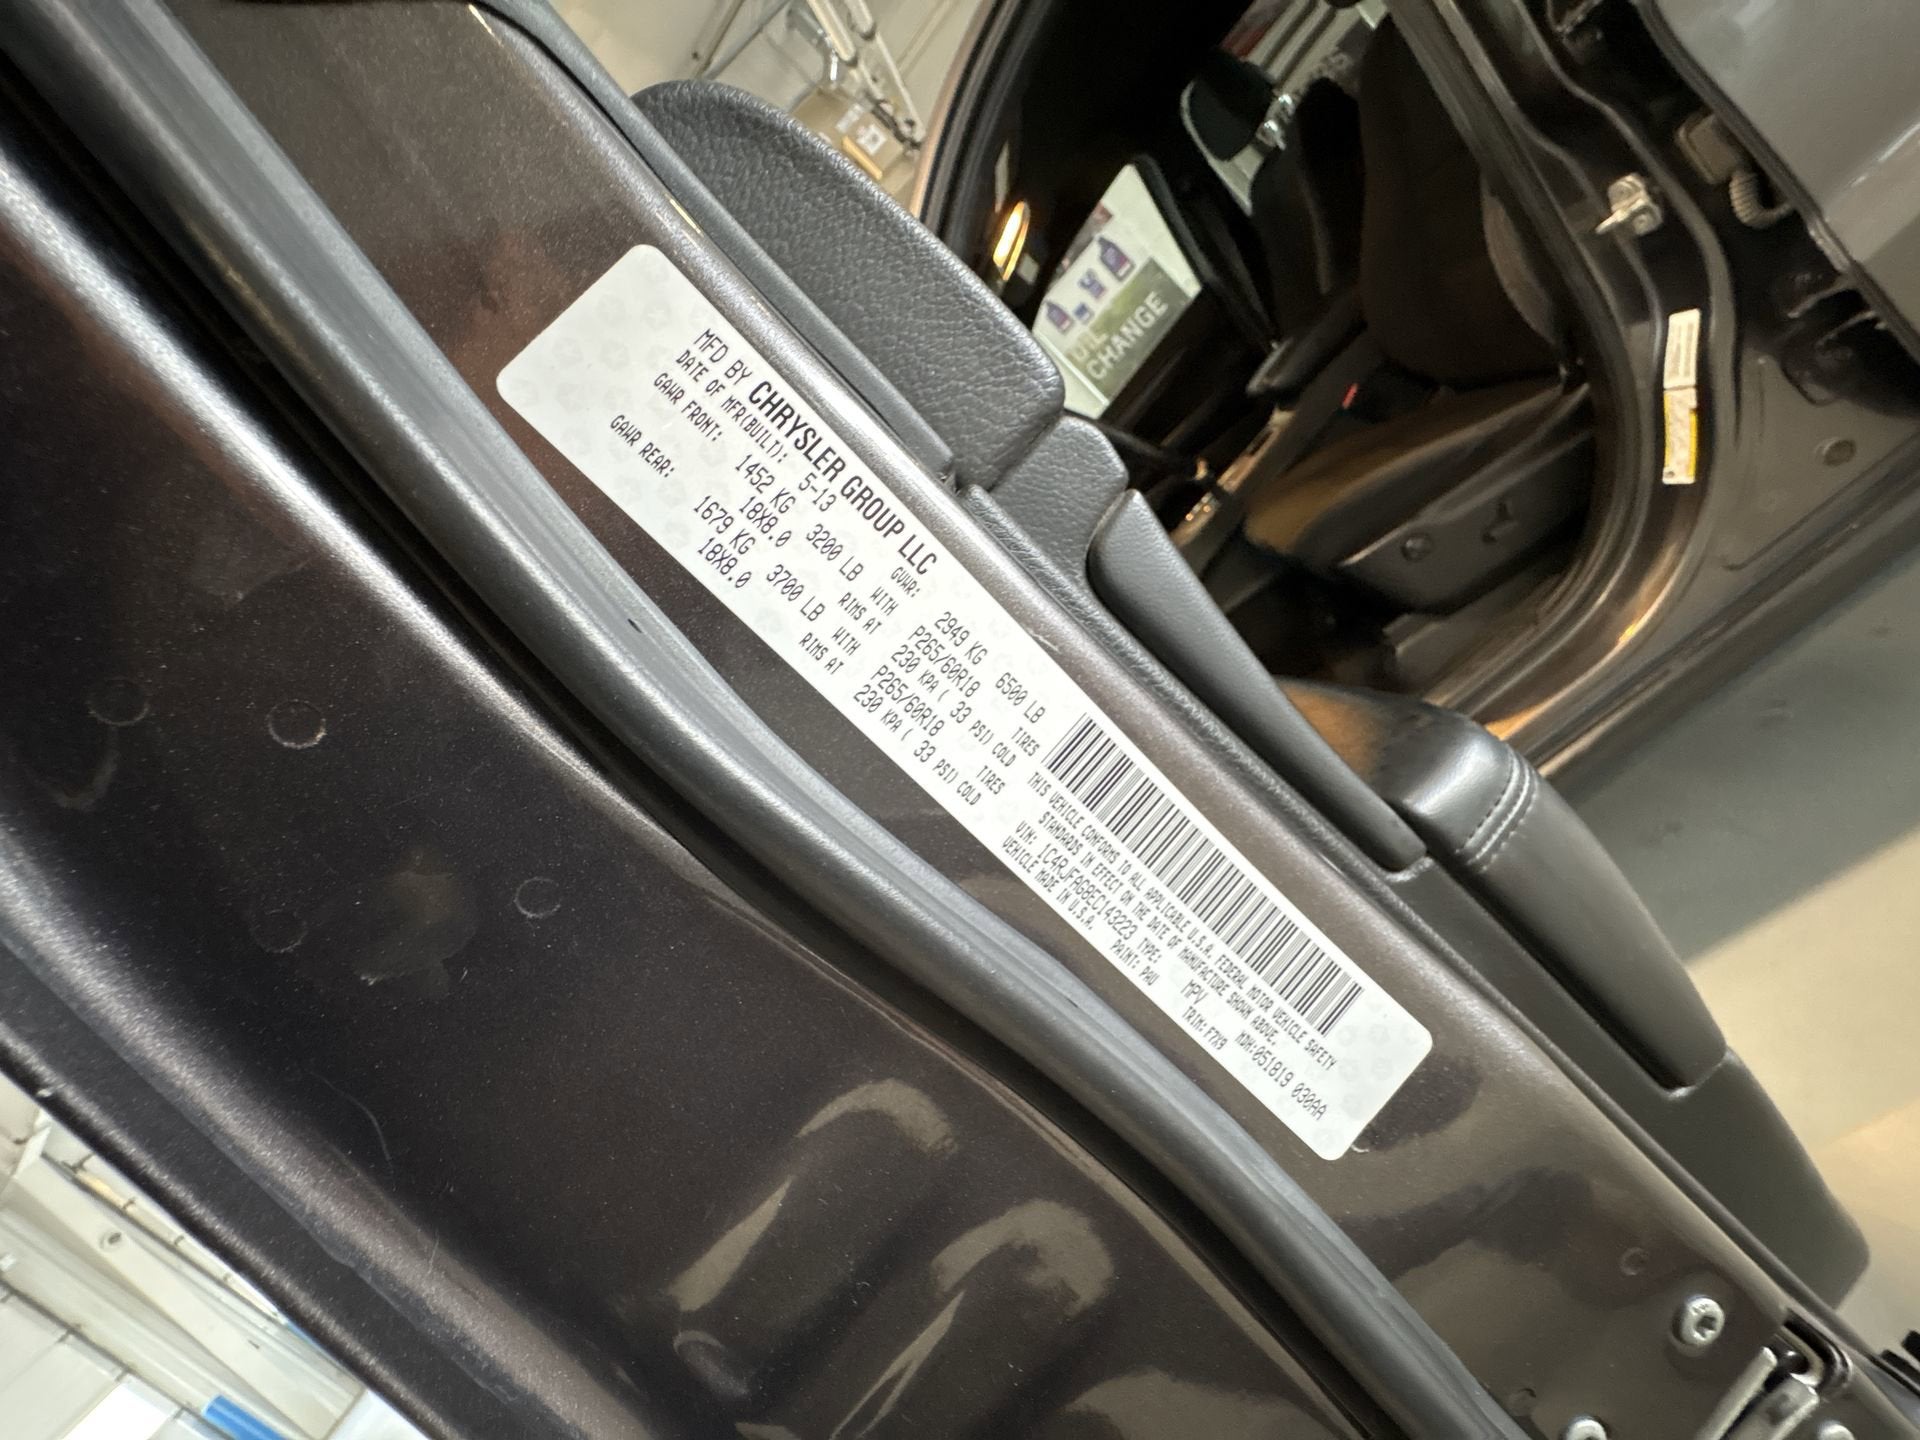 MFD BY CHRYSLER GROUP LLC
DATE OF MFR(BUILT): 5-13 GVWR: 2949 KG 6500 LB
GAWR FRONT: 1452 KG 3200 LB WITH P265/60R18 TIRES
18X8.0 RIMS AT 230 KPA ( 33 PSI) COLD
GAWR REAR: 1679 KG 3700 LB WITH P265/60R18 TIRES
18X8.0 RIMS AT 230 KPA ( 33 PSI) COLD
THIS VEHICLE CONFORMS TO ALL APPLICABLE U.S.A. FEDERAL MOTOR VEHICLE SAFETY
STANDARDS IN EFFECT ON THE DATE OF MANUFACTURE SHOWN ABOVE.
VIN: 1C4RJFAG8EC143223 TYPE: MPV MDH:051819 030AA
VEHICLE MADE IN U.S.A. PAINT: PAU TRIM:F7X9
OIL
CHANGE